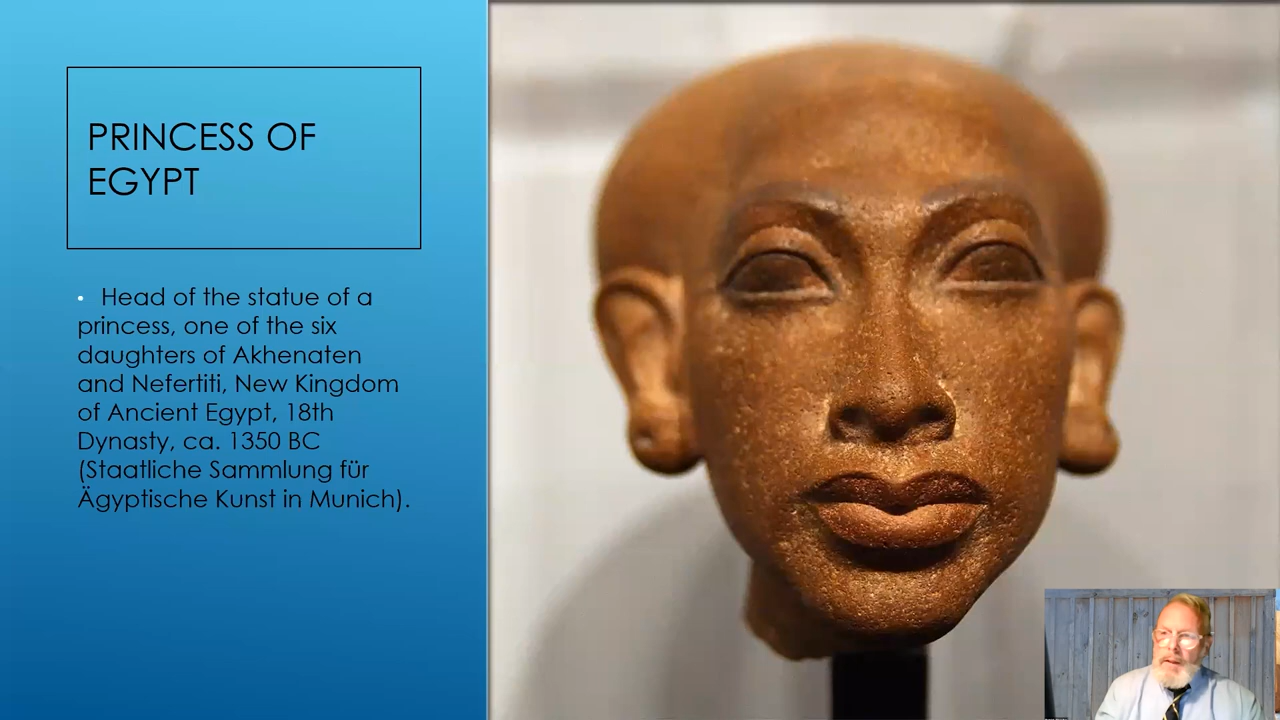 PRINCESS OF
EGYPT
• Head of the statue of a
princess, one of the six
daughters of Akhenaten
and Nefertiti, New Kingdom
of Ancient Egypt, 18th
Dynasty, ca. 1350 BC
(Staatliche Sammlung für
Ägyptische Kunst in Munich).